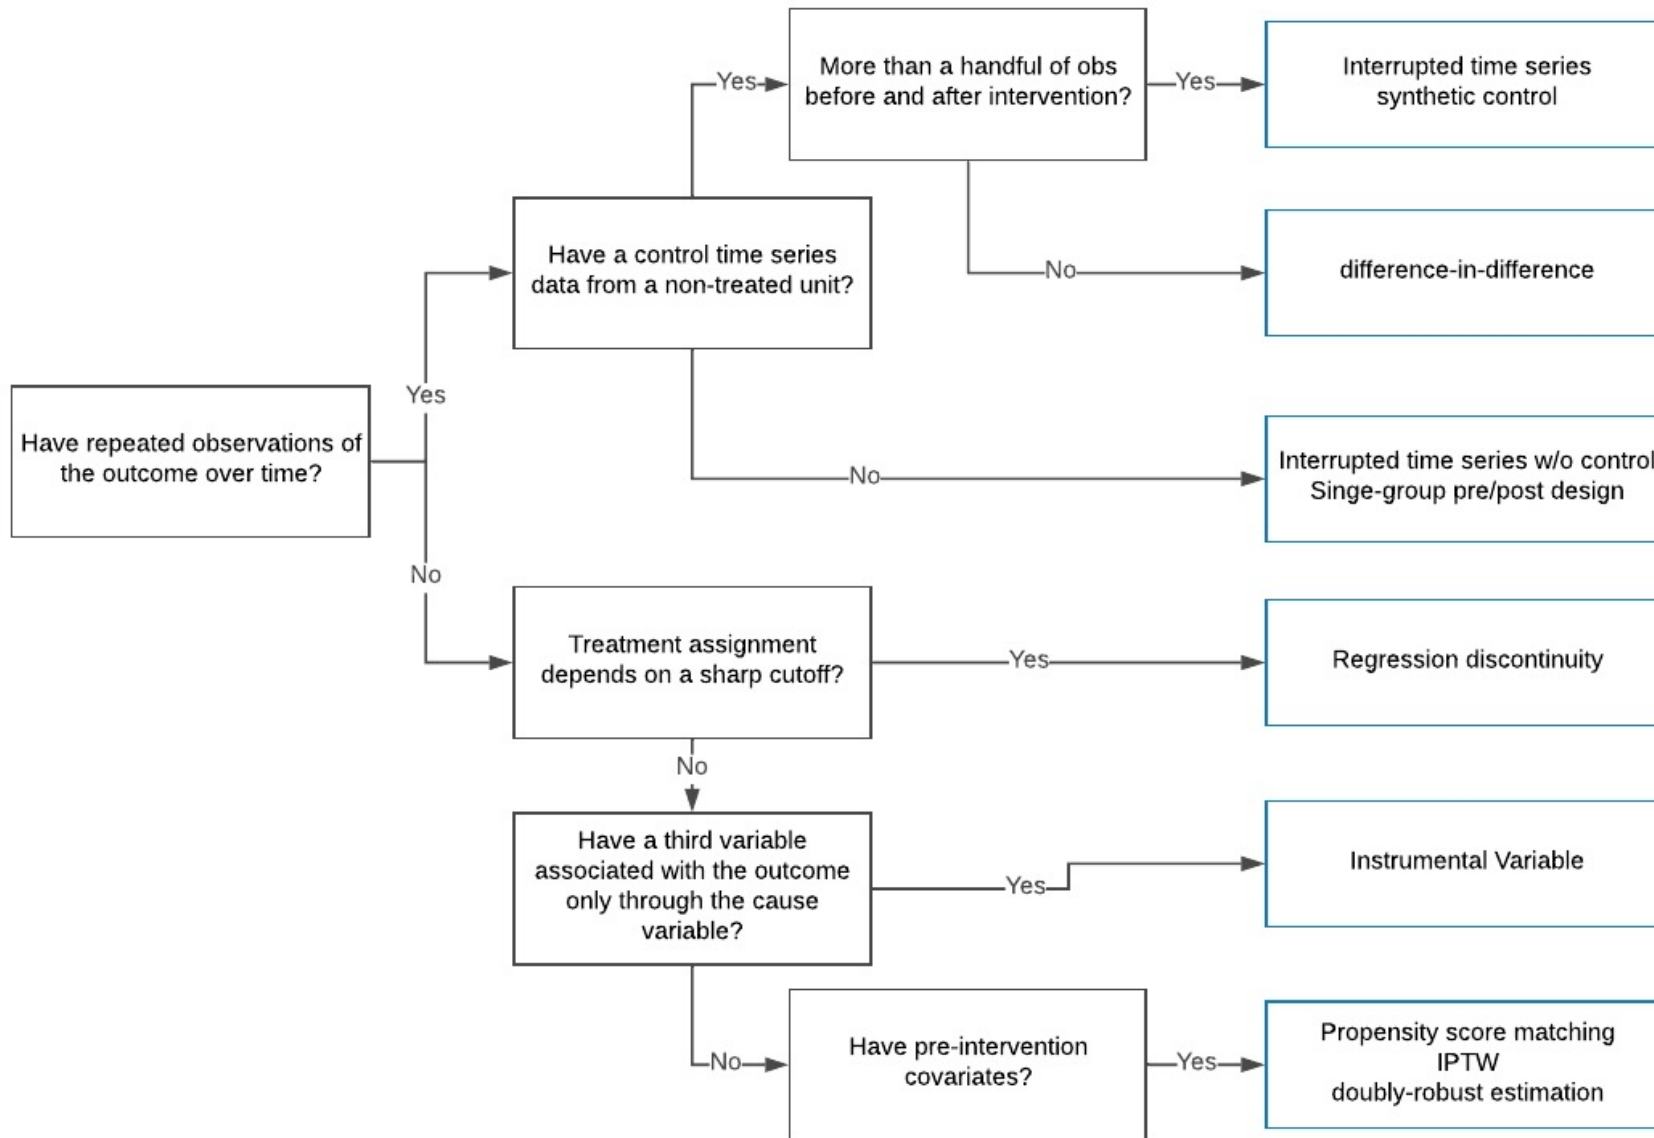 Yes
More than a handful of obs
before and after intervention?
Yes
Interrupted time series
synthetic control
Have a control time series
data from a non-treated unit?
No
difference-in-difference
Yes
Have repeated observations of
the outcome over time?
No
Interrupted time series w/o control
Singe-group pre/post design
No
Treatment assignment
depends on a sharp cutoff?
Yes
Regression discontinuity
No
Have a third variable
associated with the outcome
only through the cause
variable?
Yes
Instrumental Variable
No
Have pre-intervention
covariates?
Yes
Propensity score matching
IPTW
doubly-robust estimation